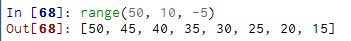 In [68]: range(50, 10, -5)
Out[68]: [50, 45, 40, 35, 30, 25, 20, 15]